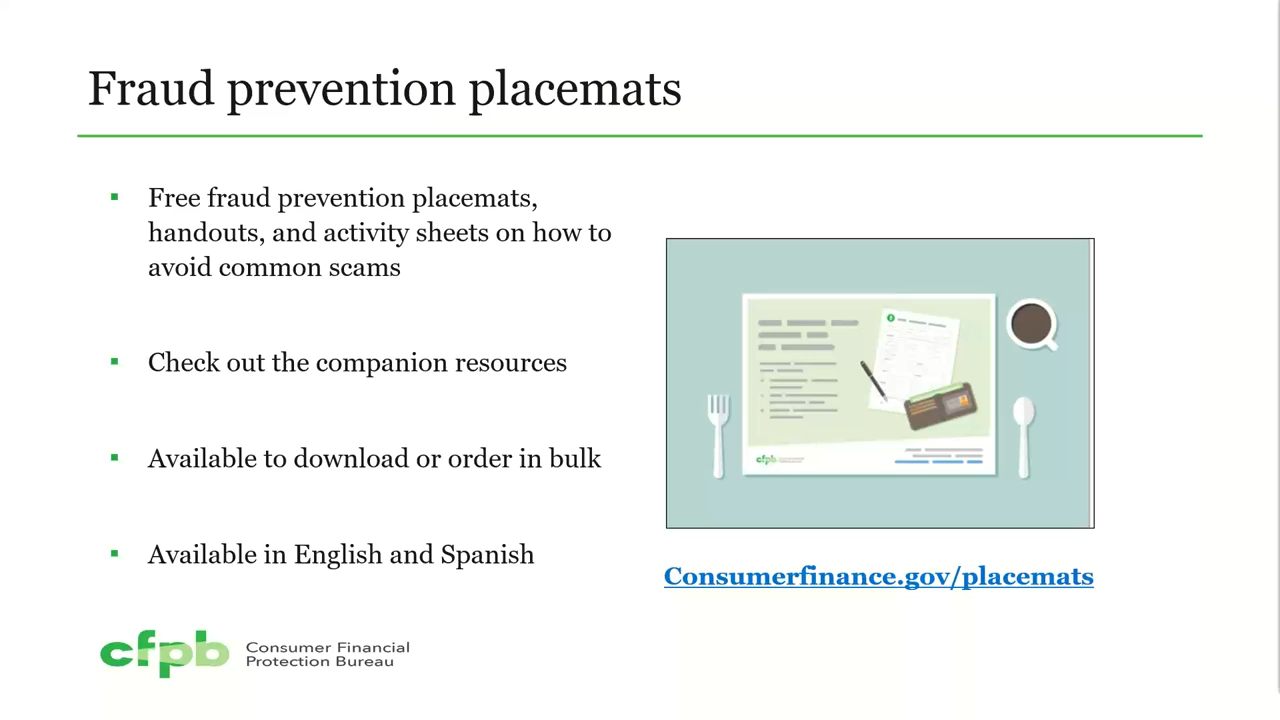 Fraud prevention placemats
Free fraud prevention placemats,
handouts, and activity sheets on how to
avoid common scams
Check out the companion resources
Available to download or order in bulk
Available in English and Spanish
cfpb
Consumerfinance.gov/placemats
cfpb Consumer Financial
Protection Bureau